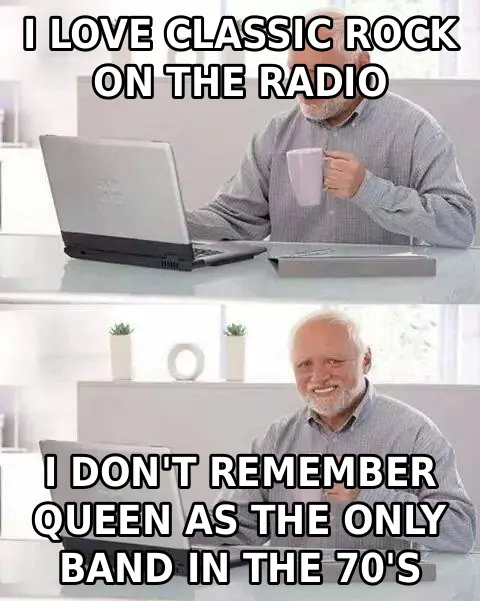 I LOVE CLASSIC ROCK
ON THE RADIO
I DON'T REMEMBER
QUEEN AS THE ONLY
BAND IN THE 70'S